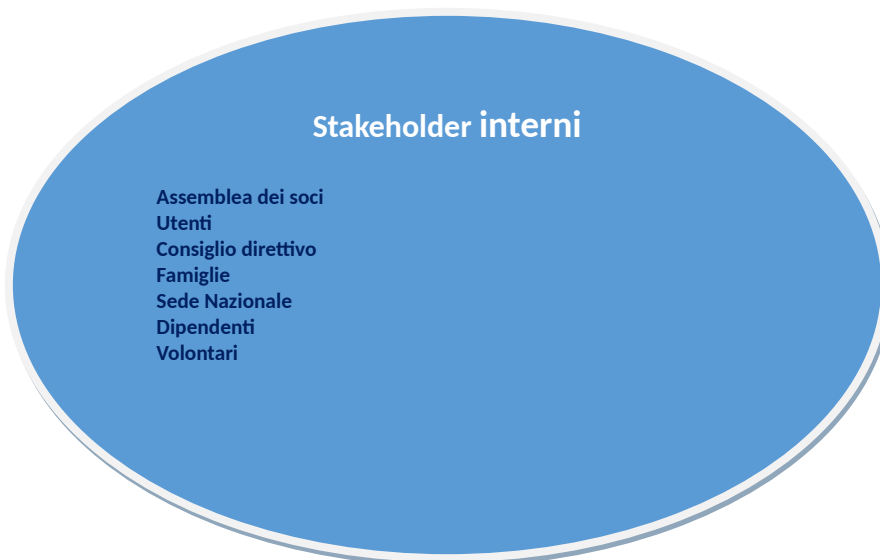 Stakeholder interni
Assemblea dei soci
Utenti
Consiglio direttivo
Famiglie
Sede Nazionale
Dipendenti
Volontari